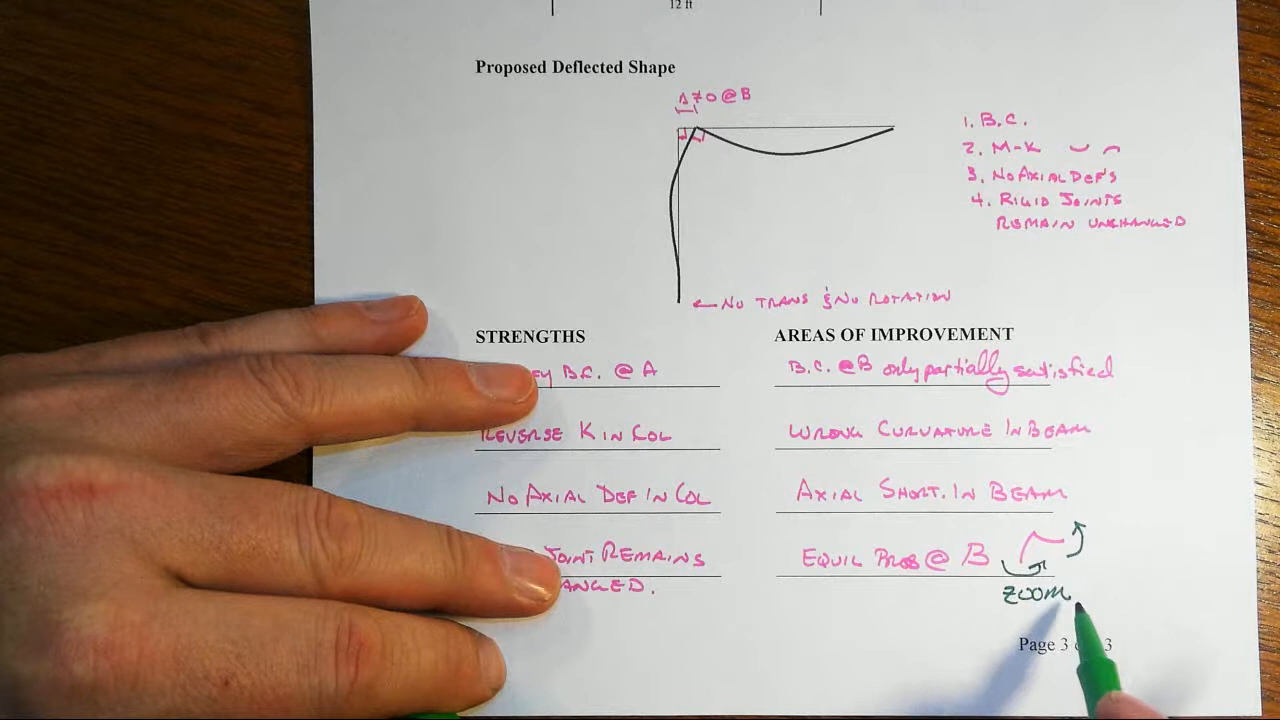 12 ft
Proposed Deflected Shape
Δ≠0 @ B
1. B.C.
2. M-K
3. NO AXIAL DEF'S
4. RIGID JOINTS
REMAIN UNCHANGED
← NO TRANS & NO ROTATION
STRENGTHS
AREAS OF IMPROVEMENT
B.C. @ A
B.C. @B only partially satisfied
REVERSE K IN COL
WRONG CURVATURE IN BEAM
NO AXIAL DEF IN COL
AXIAL SHORT. IN BEAM
JOINT REMAINS
EQUIL PROB @ B
ANGED.
ZOOM
Page 3 3